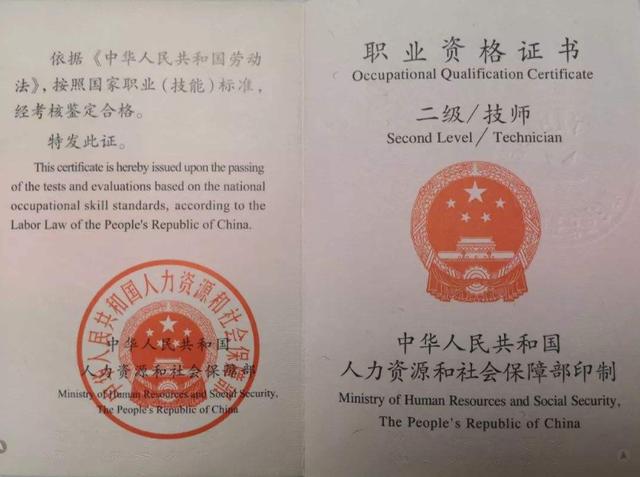 依据《中华人民共和国劳动
法》，按照国家职业（技能）标准，
经考核鉴定合格。
特发此证。
This certificate is hereby issued upon the passing
of the tests and evaluations based on the national
occupational skill standards, according to the
Labor Law of the People's Republic of China.
中华人民共和国人力资源和社会保障部
中华人民共和国
人力资源和社会保障部
Ministry of Human Resources and Social Security,
The People's Republic of China
职业资格证书
Occupational Qualification Certificate
二级/技师
Second Level/Technician
中华人民共和国
人力资源和社会保障部印制
Ministry of Human Resources and Social Security,
The People's Republic of China